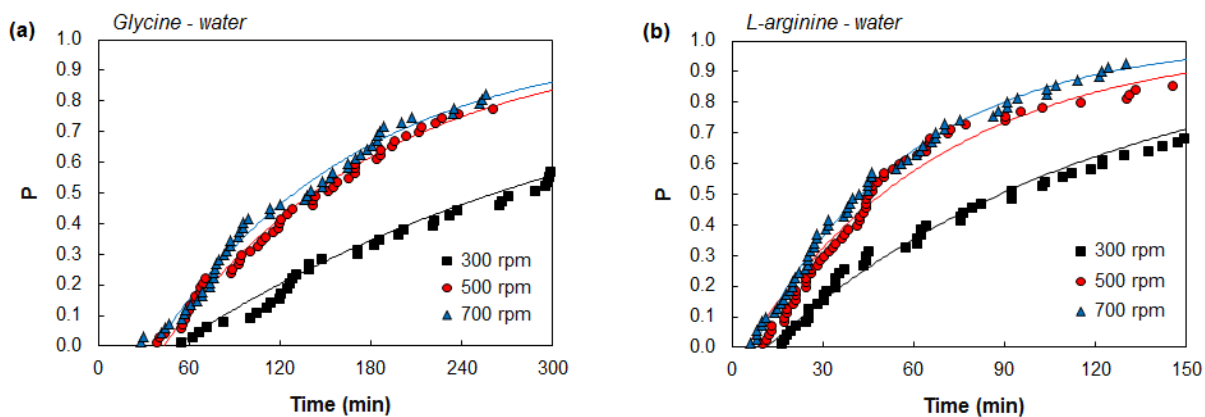 (a)
Glycine - water
1.0
0.9
0.8
0.7
0.6
0.5
0.4
0.3
0.2
0.1
0.0
P
300 rpm
500 rpm
700 rpm
0 60 120 180 240 300
Time (min)
(b)
L-arginine - water
1.0
0.9
0.8
0.7
0.6
0.5
0.4
0.3
0.2
0.1
0.0
P
300 rpm
500 rpm
700 rpm
0 30 60 90 120 150
Time (min)